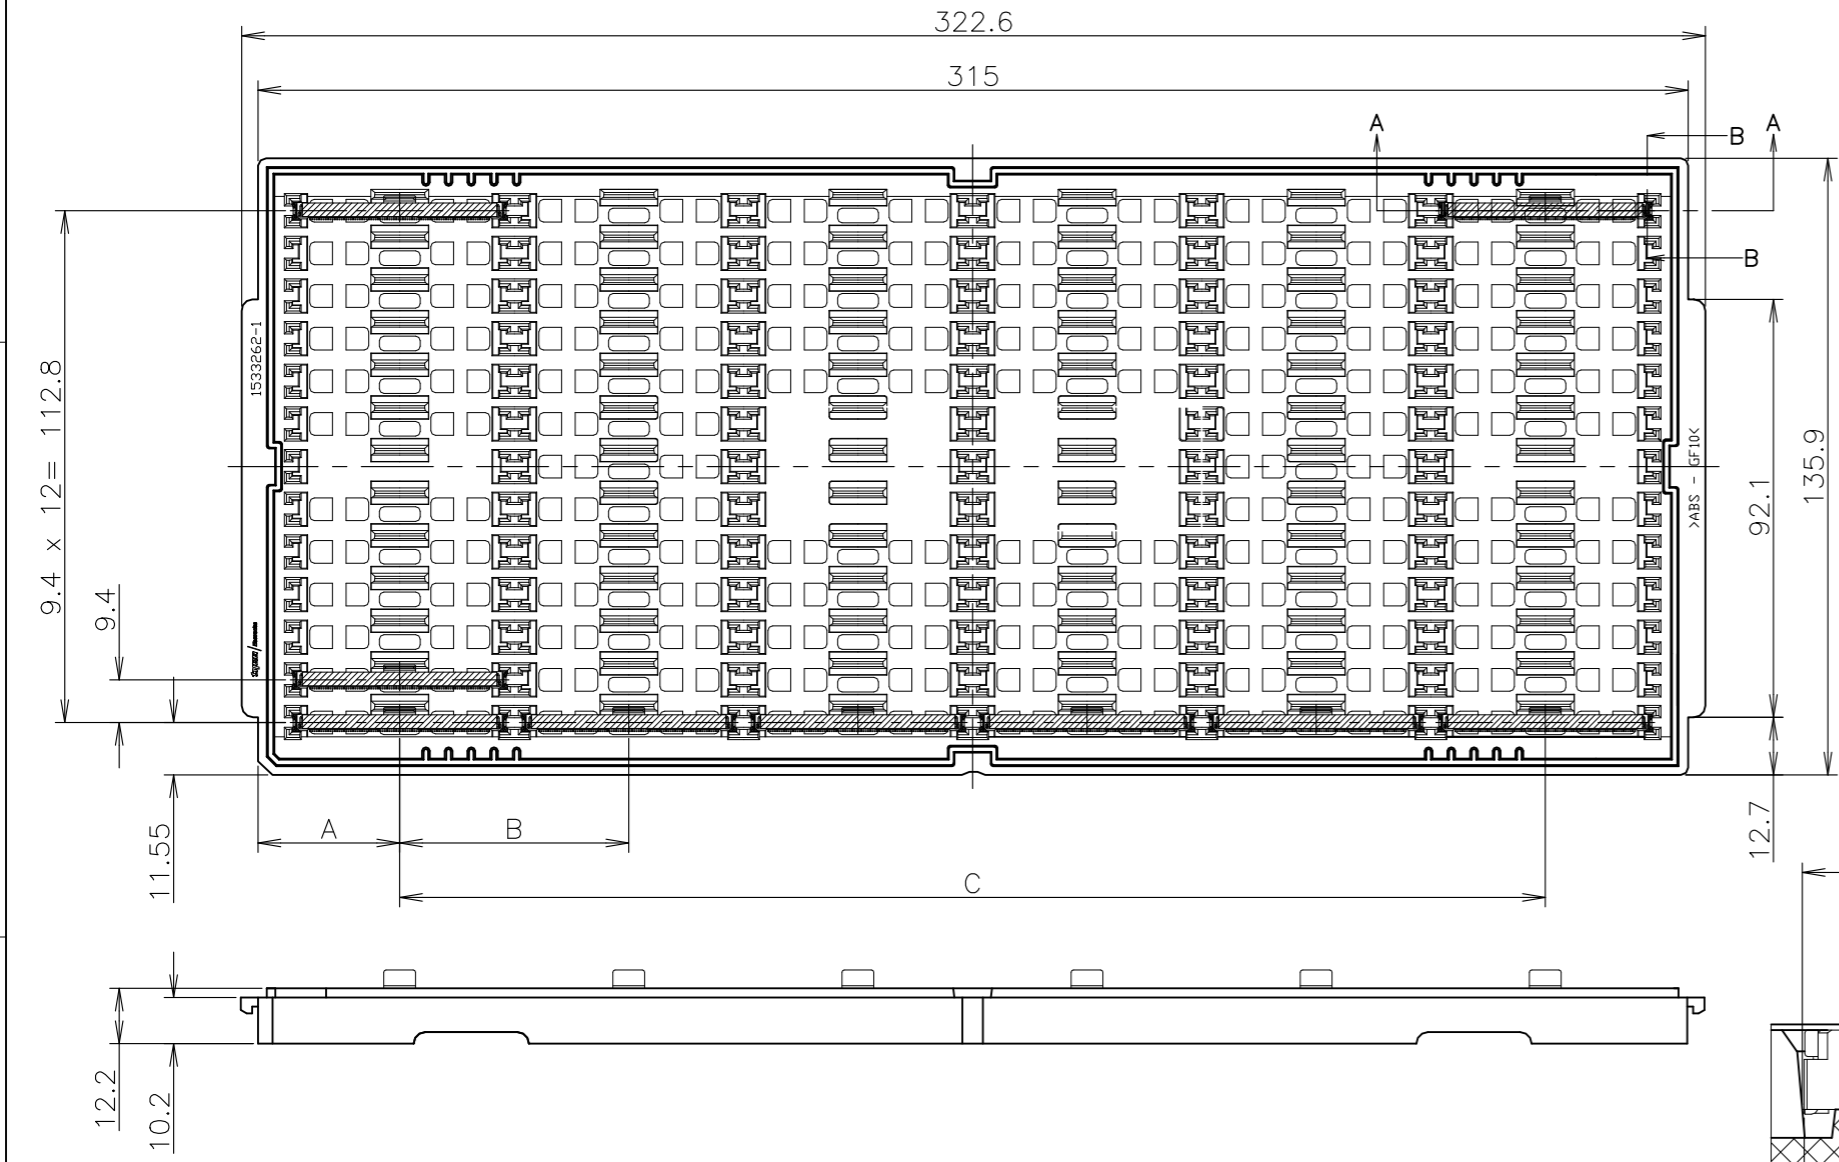 322.6
315
A
B
A
B
9.4 x 12= 112.8
1533262-1
>ABS - GF10<
92.1
135.9
9.4
11.55
A
B
C
12.7
12.2
10.2